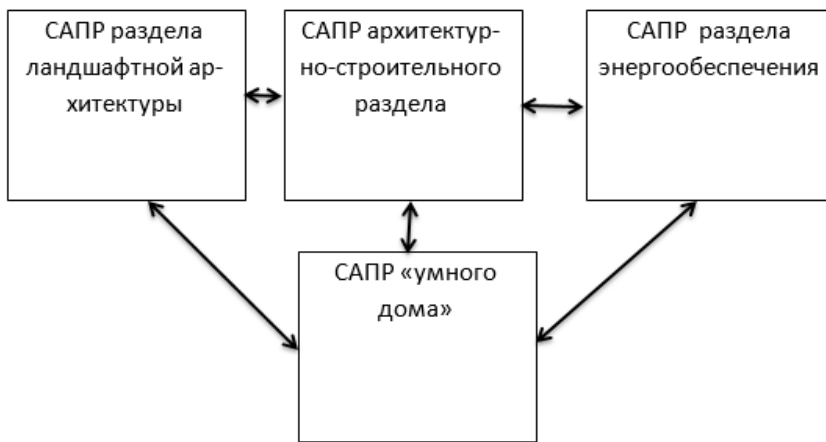 САПР раздела
ландшафтной ар-
хитектуры
САПР архитектур-
но-строительного
раздела
САПР раздела
энергообеспечения
САПР «умного
дома»